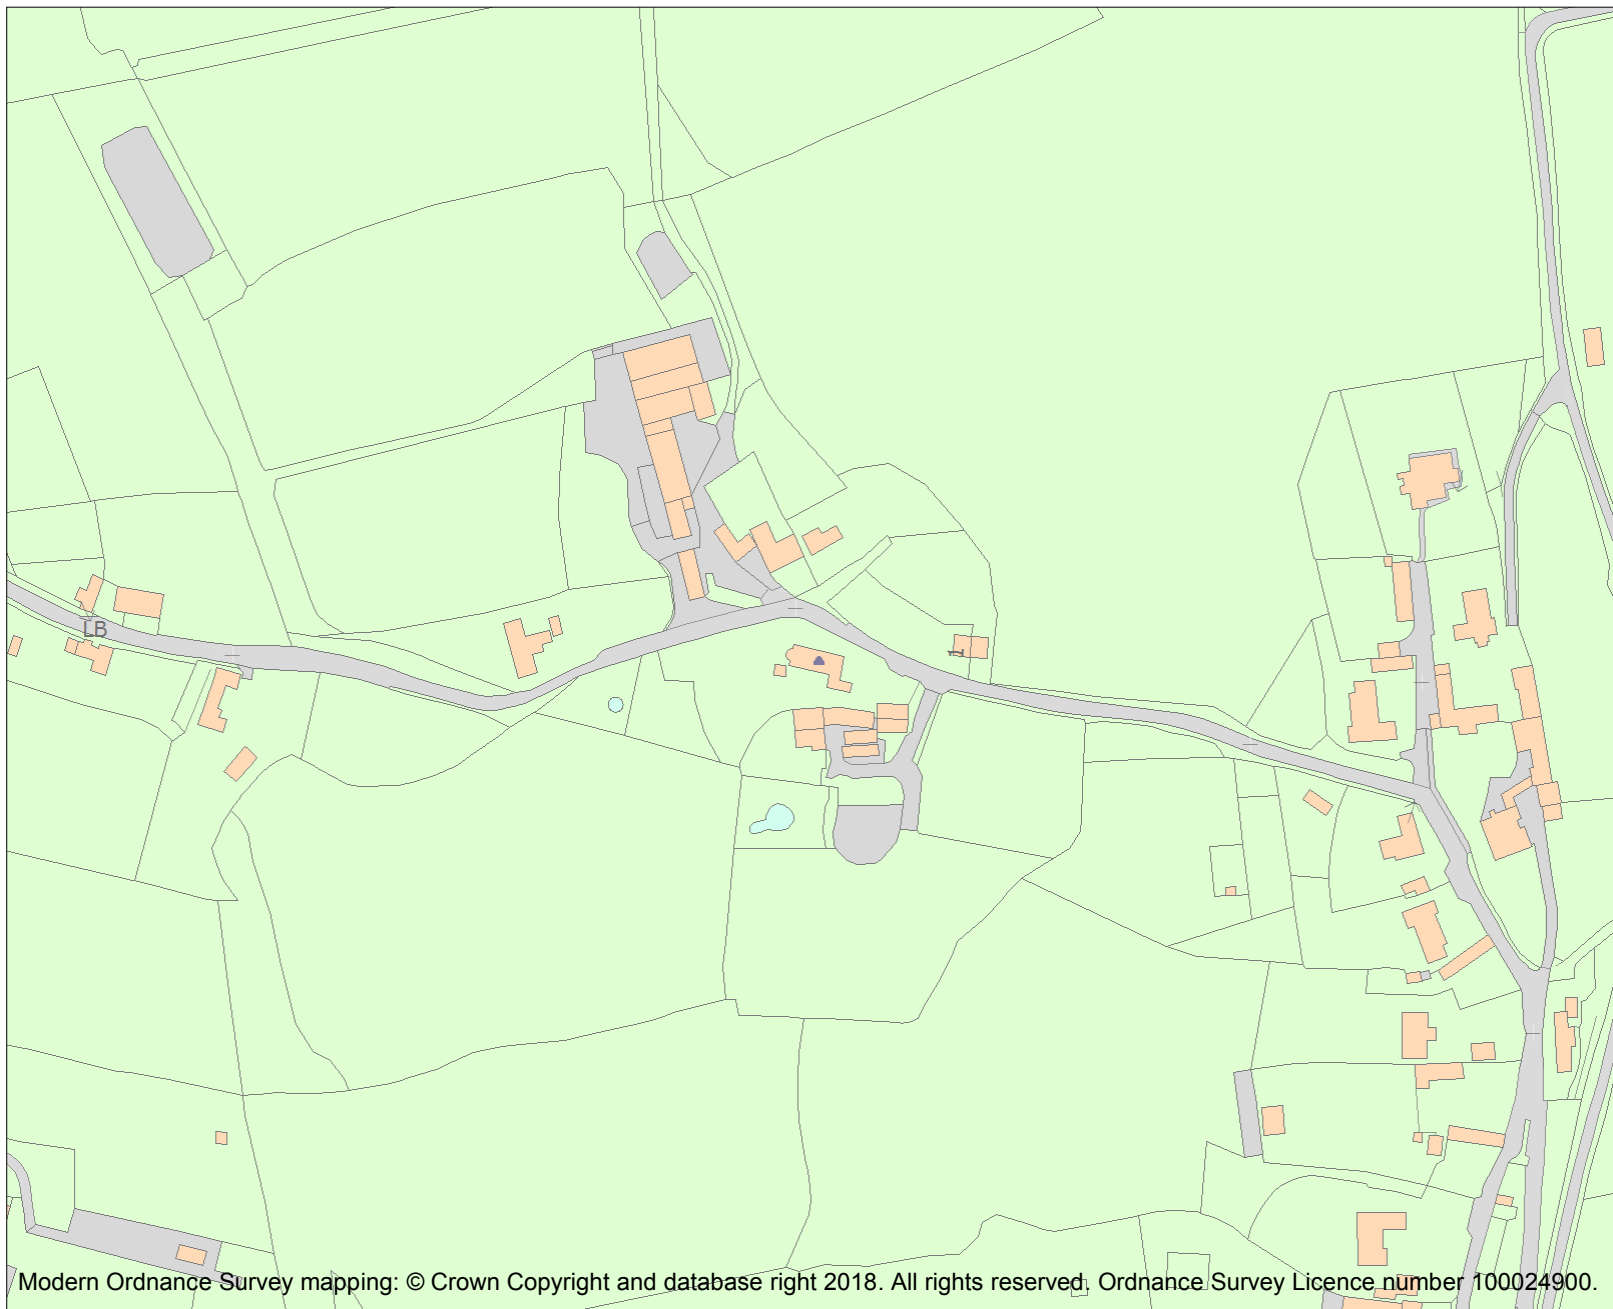 LB
1
Modern Ordnance Survey mapping: © Crown Copyright and database right 2018. All rights reserved. Ordnance Survey Licence number 100024900.